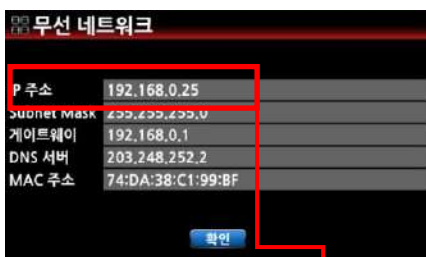 무선 네트워크
IP 주소 192.168.0.25
Subnet Mask 255.255.255.0
게이트웨이 192.168.0.1
DNS 서버 203.248.252.2
MAC 주소 74:DA:38:C1:99:BF
확인